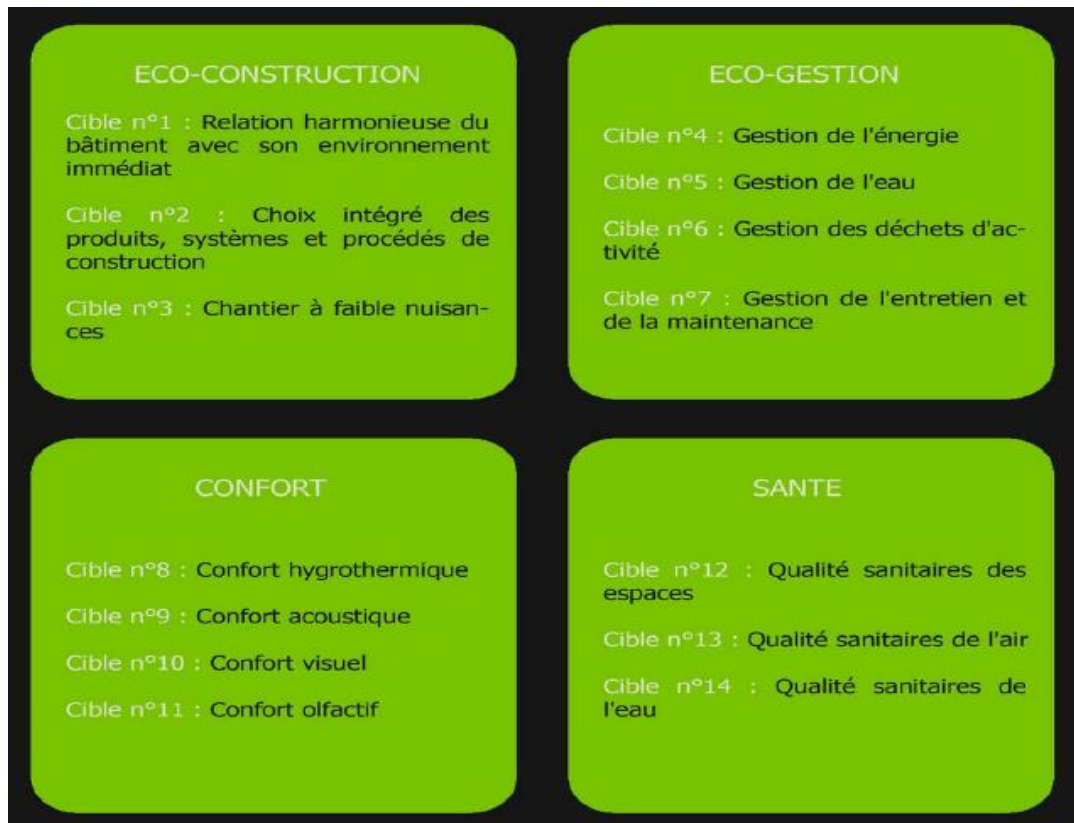 ECO-CONSTRUCTION
Cible n°1 : Relation harmonieuse du
bâtiment avec son environnement
immédiat
Cible n°2 : Choix intégré des
produits, systèmes et procédés de
construction
Cible n°3 : Chantier à faible nuisan-
ces
ECO-GESTION
Cible n°4 : Gestion de l'énergie
Cible n°5 : Gestion de l'eau
Cible n°6 : Gestion des déchets d'ac-
tivité
Cible n°7 : Gestion de l'entretien et
de la maintenance
CONFORT
Cible n°8 : Confort hygrothermique
Cible n°9 : Confort acoustique
Cible n°10 : Confort visuel
Cible n°11 : Confort olfactif
SANTE
Cible n°12 : Qualité sanitaires des
espaces
Cible n°13 : Qualité sanitaires de l'air
Cible n°14 : Qualité sanitaires de
l'eau